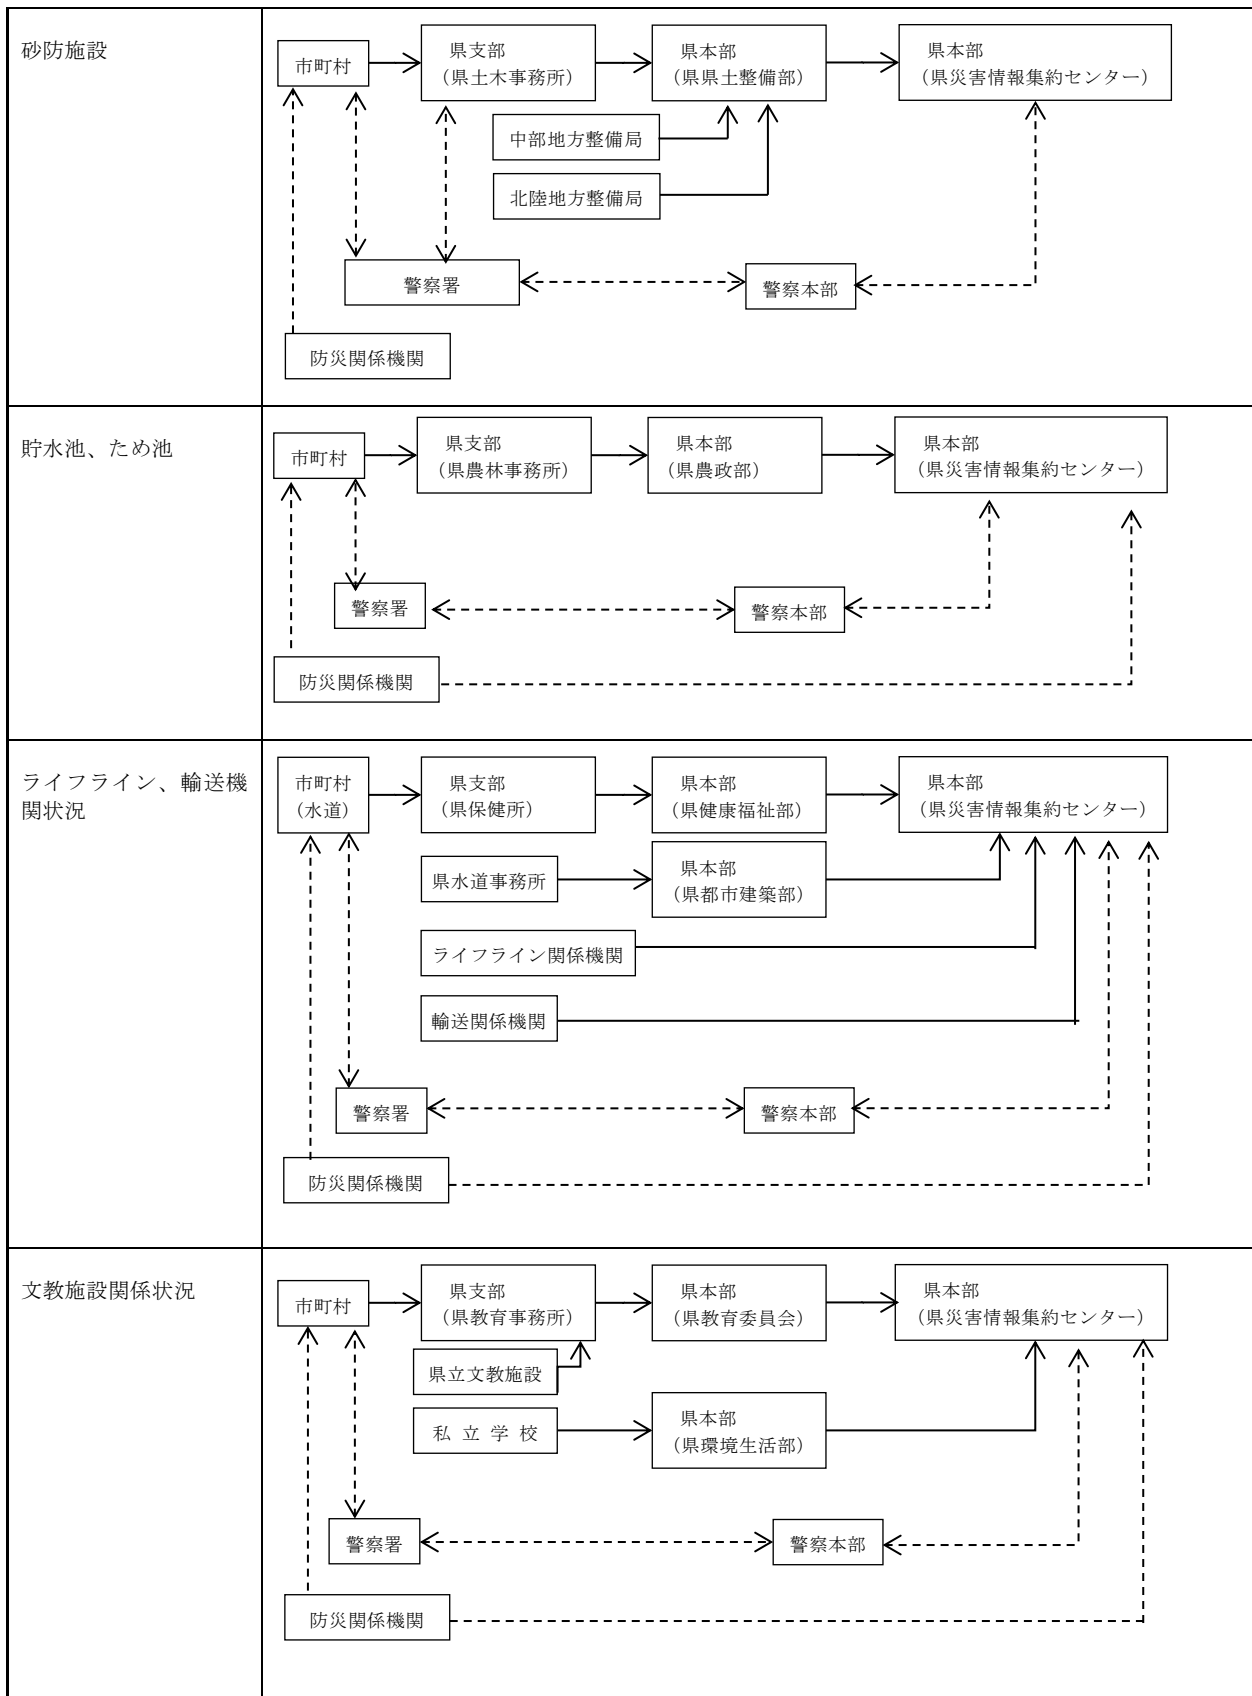 砂防施設
市町村
県支部
（県土木事務所）
県本部
（県県土整備部）
県本部
（県災害情報集約センター）
中部地方整備局
北陸地方整備局
警察署
警察本部
防災関係機関
貯水池、ため池
市町村
県支部
（県農林事務所）
県本部
（県農政部）
県本部
（県災害情報集約センター）
警察署
警察本部
防災関係機関
ライフライン、輸送機
関状況
市町村
（水道）
県支部
（県保健所）
県本部
（県健康福祉部）
県本部
（県災害情報集約センター）
県水道事務所
県本部
（県都市建築部）
ライフライン関係機関
輸送関係機関
警察署
警察本部
防災関係機関
文教施設関係状況
市町村
県支部
（県教育事務所）
県本部
（県教育委員会）
県本部
（県災害情報集約センター）
県立文教施設
私 立 学 校
県本部
（県環境生活部）
警察署
警察本部
防災関係機関